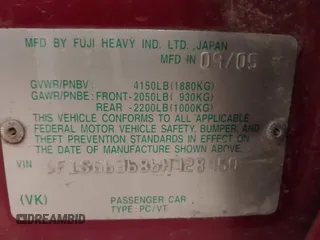 MFD BY FUJI HEAVY IND. LTD. JAPAN
MFD IN 09/05
GVWR/PNBV: 4150LB(1880KG)
GAWR/PNBE: FRONT-2050LB( 930KG)
REAR -2200LB(1000KG)
THIS VEHICLE CONFORMS TO ALL APPLICABLE
FEDERAL MOTOR VEHICLE SAFETY, BUMPER, AND
THEFT PREVENTION STANDARDS IN EFFECT ON
THE DATE OF MANUFACTURE SHOWN ABOVE.
VIN
(VK)
PASSENGER CAR
TYPE: PC/VT
DREAMBID